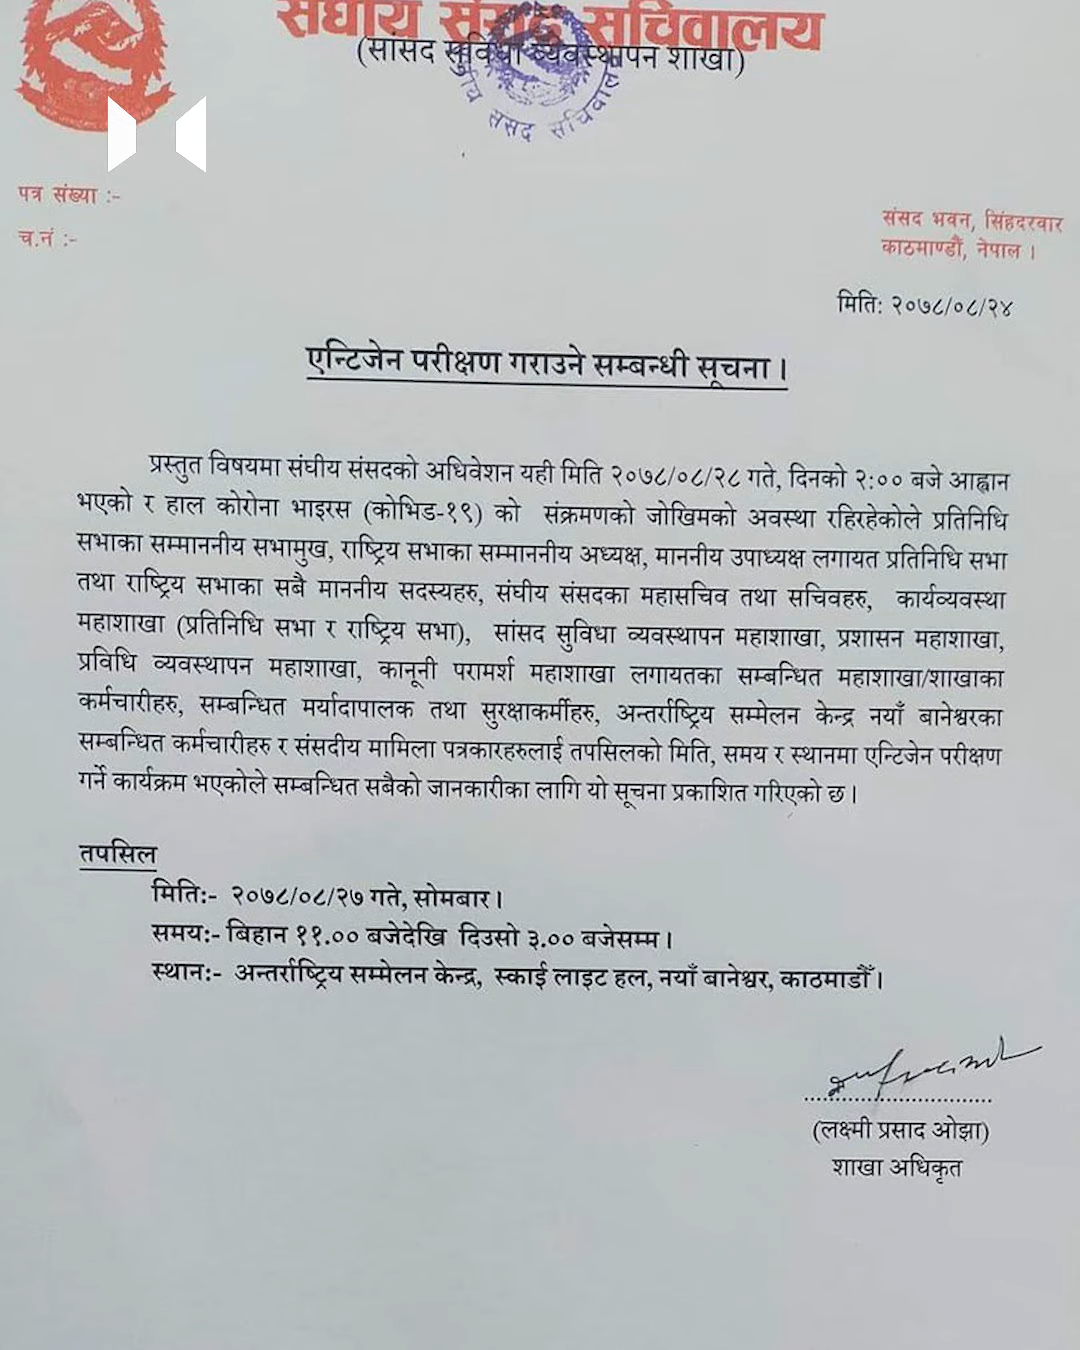 संघीय संसद सचिवालय
(सांसद सुविधा व्यवस्थापन शाखा)
संसद सचिवालय
पत्र संख्या :-
च.नं :-
संसद भवन, सिंहदरवार
काठमाण्डौं, नेपाल ।
मिति: २०७८/०८/२४
एन्टिजेन परीक्षण गराउने सम्बन्धी सूचना ।
प्रस्तुत विषयमा संघीय संसदको अधिवेशन यही मिति २०७८/०८/२८ गते, दिनको २:०० बजे आह्वान
भएको र हाल कोरोना भाइरस (कोभिड-१९) को संक्रमणको जोखिमको अवस्था रहिरहेकोले प्रतिनिधि
सभाका सम्माननीय सभामुख, राष्ट्रिय सभाका सम्माननीय अध्यक्ष, माननीय उपाध्यक्ष लगायत प्रतिनिधि सभा
तथा राष्ट्रिय सभाका सबै माननीय सदस्यहरु, संघीय संसदका महासचिव तथा सचिवहरु, कार्यव्यवस्था
महाशाखा (प्रतिनिधि सभा र राष्ट्रिय सभा), सांसद सुविधा व्यवस्थापन महाशाखा, प्रशासन महाशाखा,
प्रविधि व्यवस्थापन महाशाखा, कानूनी परामर्श महाशाखा लगायतका सम्बन्धित महाशाखा/शाखाका
कर्मचारीहरु, सम्बन्धित मर्यादापालक तथा सुरक्षाकर्मीहरु, अन्तर्राष्ट्रिय सम्मेलन केन्द्र नयाँ बानेश्वरका
सम्बन्धित कर्मचारीहरु र संसदीय मामिला पत्रकारहरुलाई तपसिलको मिति, समय र स्थानमा एन्टिजेन परीक्षण
गर्ने कार्यक्रम भएकोले सम्बन्धित सबैको जानकारीका लागि यो सूचना प्रकाशित गरिएको छ ।
तपसिल
मिति:- २०७८/०८/२७ गते, सोमबार ।
समय:- बिहान ११.०० बजेदेखि दिउसो ३.०० बजेसम्म ।
स्थान:- अन्तर्राष्ट्रिय सम्मेलन केन्द्र, स्काई लाइट हल, नयाँ बानेश्वर, काठमाडौँ ।
(लक्ष्मी प्रसाद ओझा)
शाखा अधिकृत